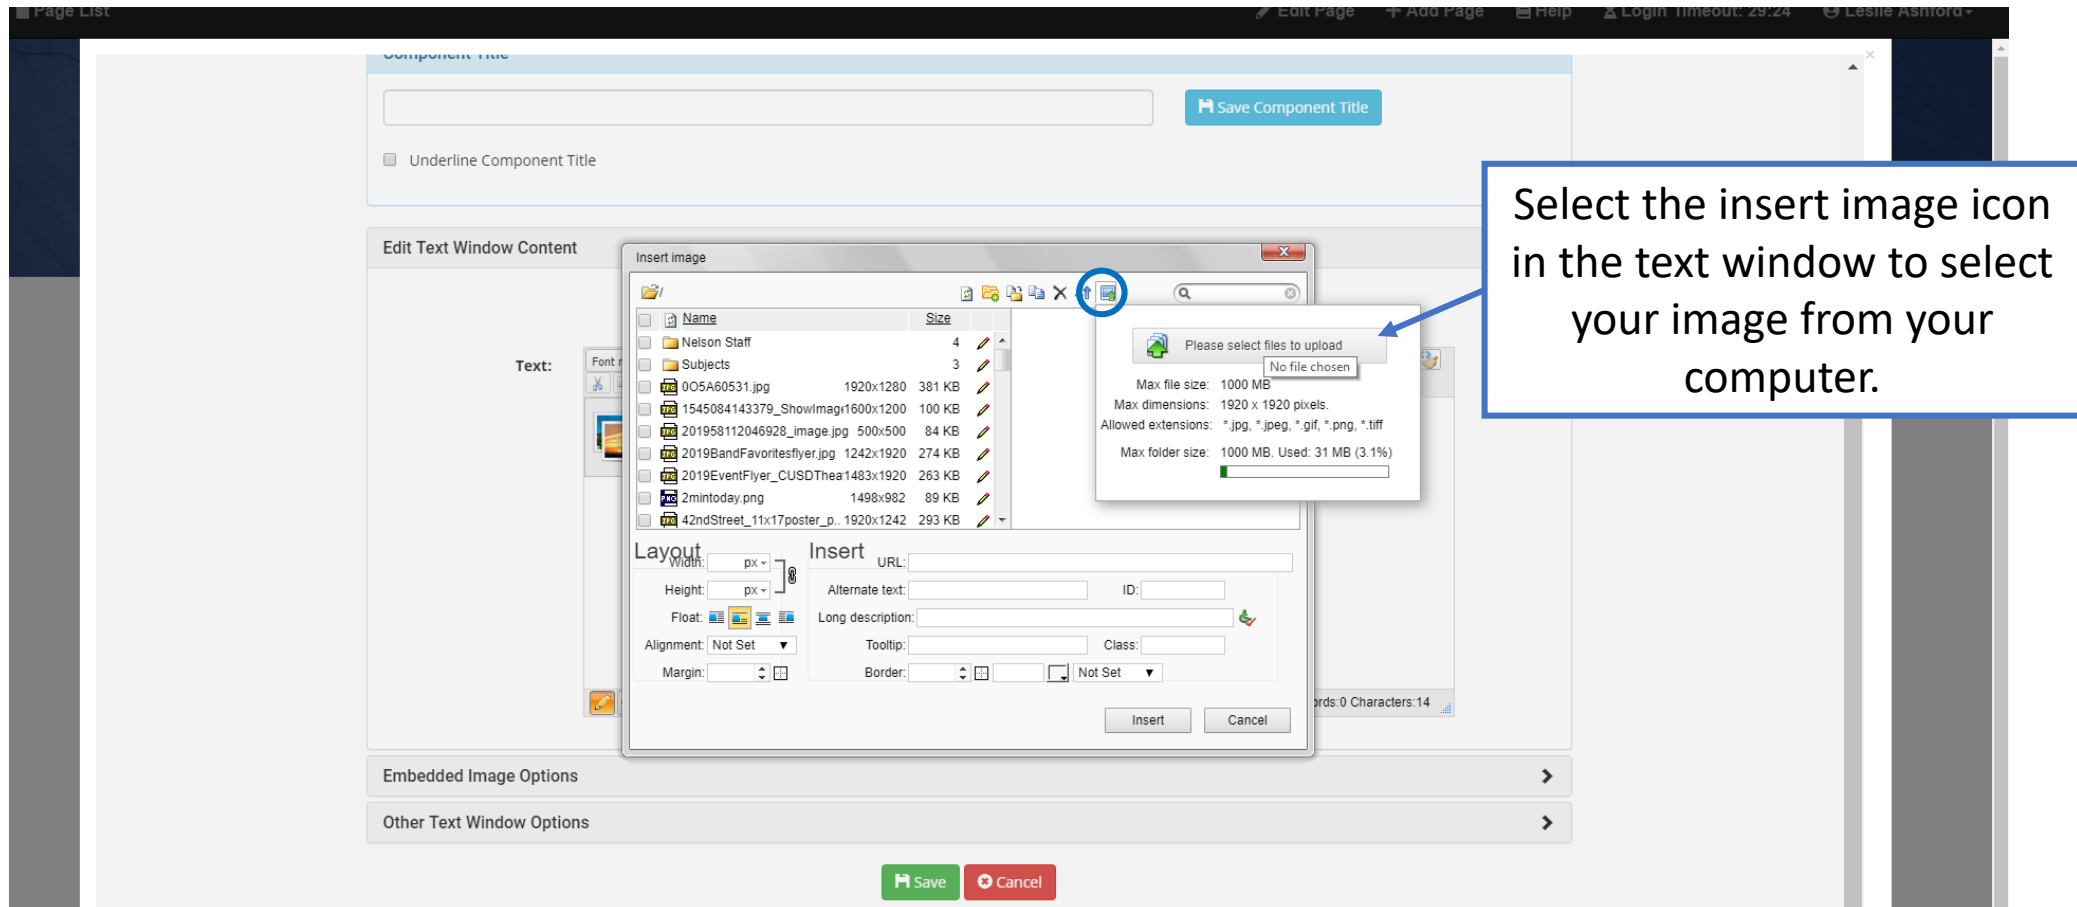 Page List
Edit Page
Add Page
Help
Login Timeout: 29:24
Leslie Ashford
Component Title
Save Component Title
Underline Component Title
Select the insert image icon
in the text window to select
your image from your
computer.
Edit Text Window Content
Insert image
/
Name Size
Nelson Staff 4
Subjects 3
0O5A60531.jpg 1920x1280 381 KB
1545084143379_ShowImage 1600x1200 100 KB
201958112046928_image.jpg 500x500 84 KB
2019BandFavoritesflyer.jpg 1242x1920 274 KB
2019EventFlyer_CUSDThea 1483x1920 263 KB
2mintoday.png 1498x982 89 KB
42ndStreet_11x17poster_p.. 1920x1242 293 KB
Please select files to upload
No file chosen
Max file size: 1000 MB
Max dimensions: 1920 x 1920 pixels.
Allowed extensions: *.jpg, *.jpeg, *.gif, *.png, *.tiff
Max folder size: 1000 MB. Used: 31 MB (3.1%)
Text:
Font
Layout
Width: px
Height: px
Float:
Alignment: Not Set
Margin:
Insert
URL:
Alternate text: ID:
Long description:
Tooltip: Class:
Border: Not Set
Insert Cancel
Characters:14
Embedded Image Options
Other Text Window Options
Save Cancel